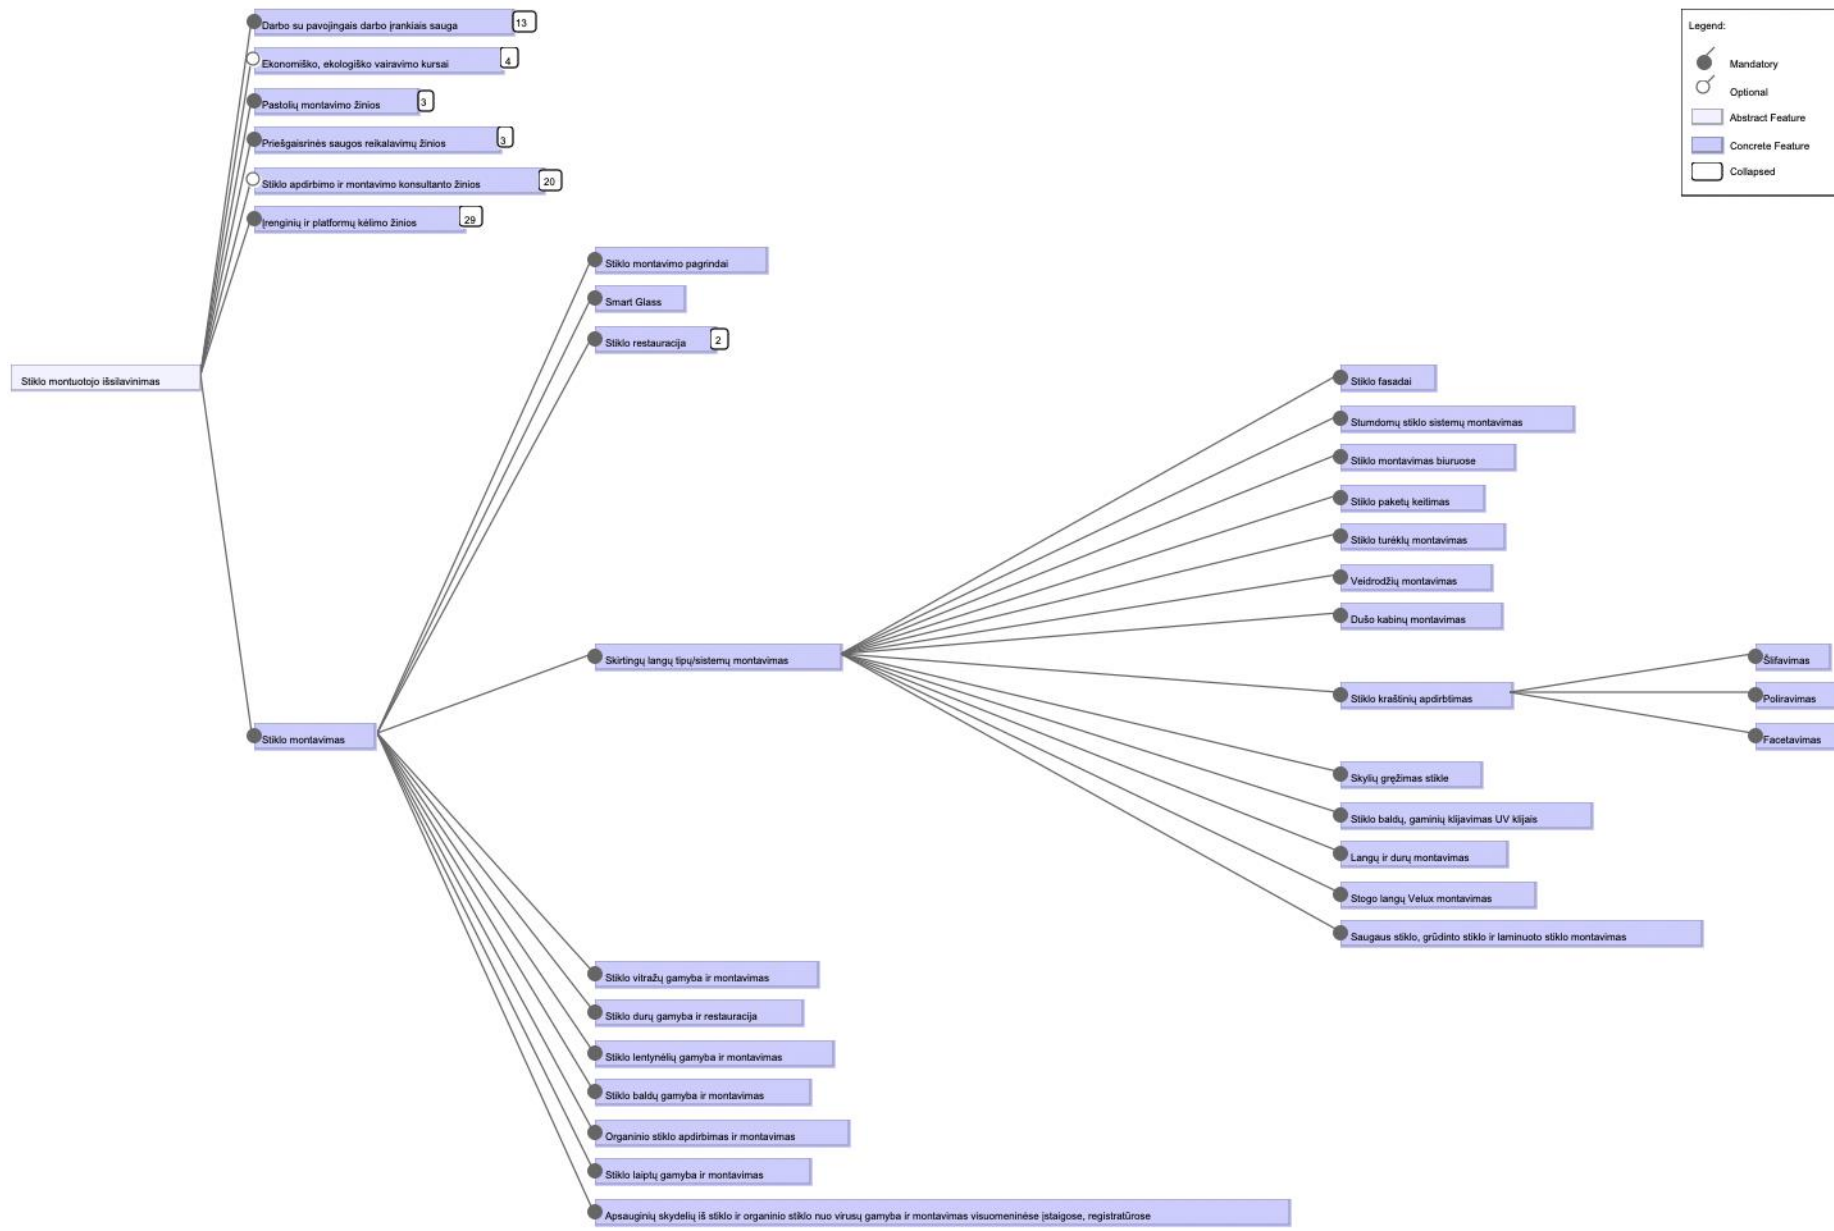 Darbo su pavojingais darbo įrankiais sauga
13
Ekonomiško, ekologiško vairavimo kursai
4
Pastolių montavimo žinios
3
Priešgaisrinės saugos reikalavimų žinios
3
Stiklo apdirbimo ir montavimo konsultanto žinios
20
Įrenginių ir platformų kėlimo žinios
29
Stiklo montuotojo išsilavinimas
Stiklo montavimas
Stiklo montavimo pagrindai
Smart Glass
Stiklo restauracija
2
Skirtingų langų tipų/sistemų montavimas
Stiklo vitražų gamyba ir montavimas
Stiklo durų gamyba ir restauracija
Stiklo lentynėlių gamyba ir montavimas
Stiklo baldų gamyba ir montavimas
Organinio stiklo apdirbimas ir montavimas
Stiklo laiptų gamyba ir montavimas
Apsauginių skydelių iš stiklo ir organinio stiklo nuo virusų gamyba ir montavimas visuomeninėse įstaigose, registratūrose
Stiklo fasadai
Stumdomų stiklo sistemų montavimas
Stiklo montavimas biuruose
Stiklo paketų keitimas
Stiklo turėklų montavimas
Veidrodžių montavimas
Dušo kabinų montavimas
Stiklo kraštinių apdirbtimas
Skylių gręžimas stikle
Stiklo baldų, gaminių klijavimas UV klijais
Langų ir durų montavimas
Stogo langų Velux montavimas
Saugaus stiklo, grūdinto stiklo ir laminuoto stiklo montavimas
Šlifavimas
Poliravimas
Facetavimas
Legend:
Mandatory
Optional
Abstract Feature
Concrete Feature
Collapsed